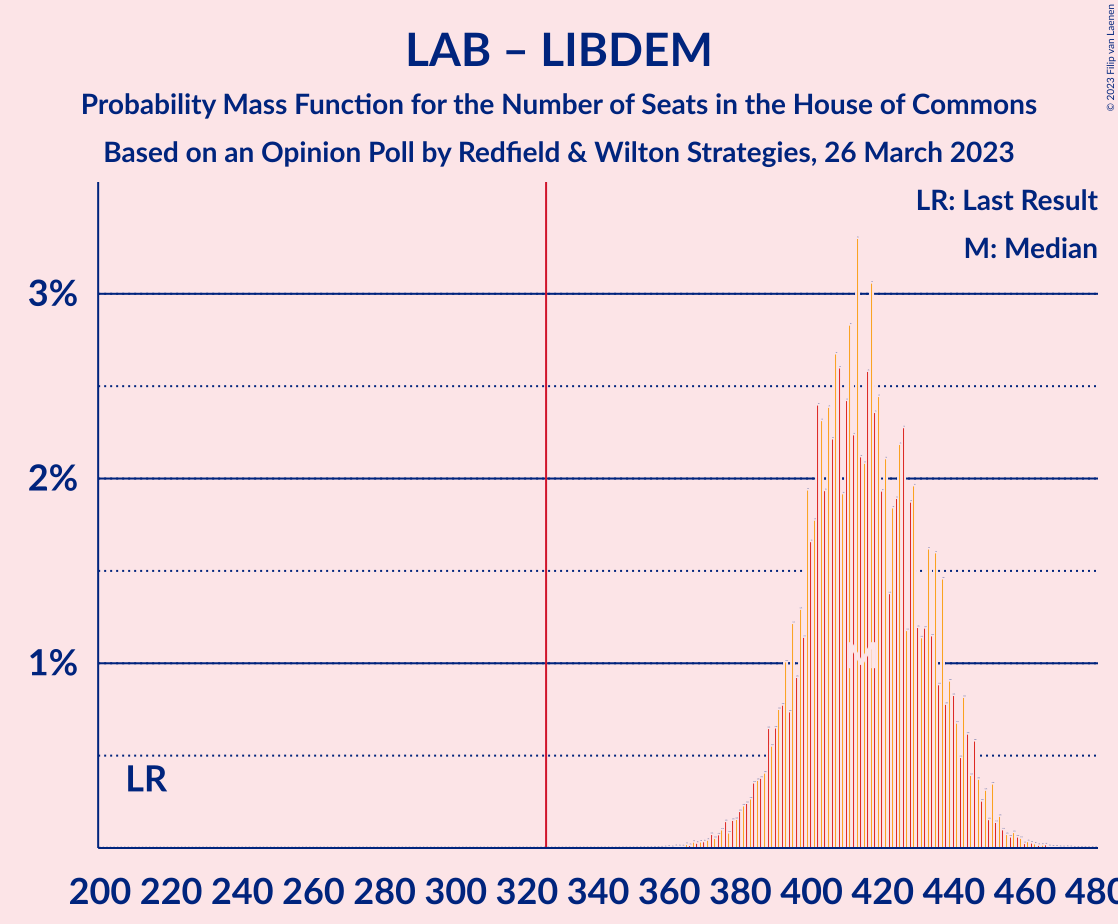 LAB – LIBDEM
Probability Mass Function for the Number of Seats in the House of Commons
Based on an Opinion Poll by Redfield & Wilton Strategies, 26 March 2023
© 2023 Filip van Laenen
LR: Last Result
M: Median
3%
2%
1%
LR
M
200 220 240 260 280 300 320 340 360 380 400 420 440 460 480